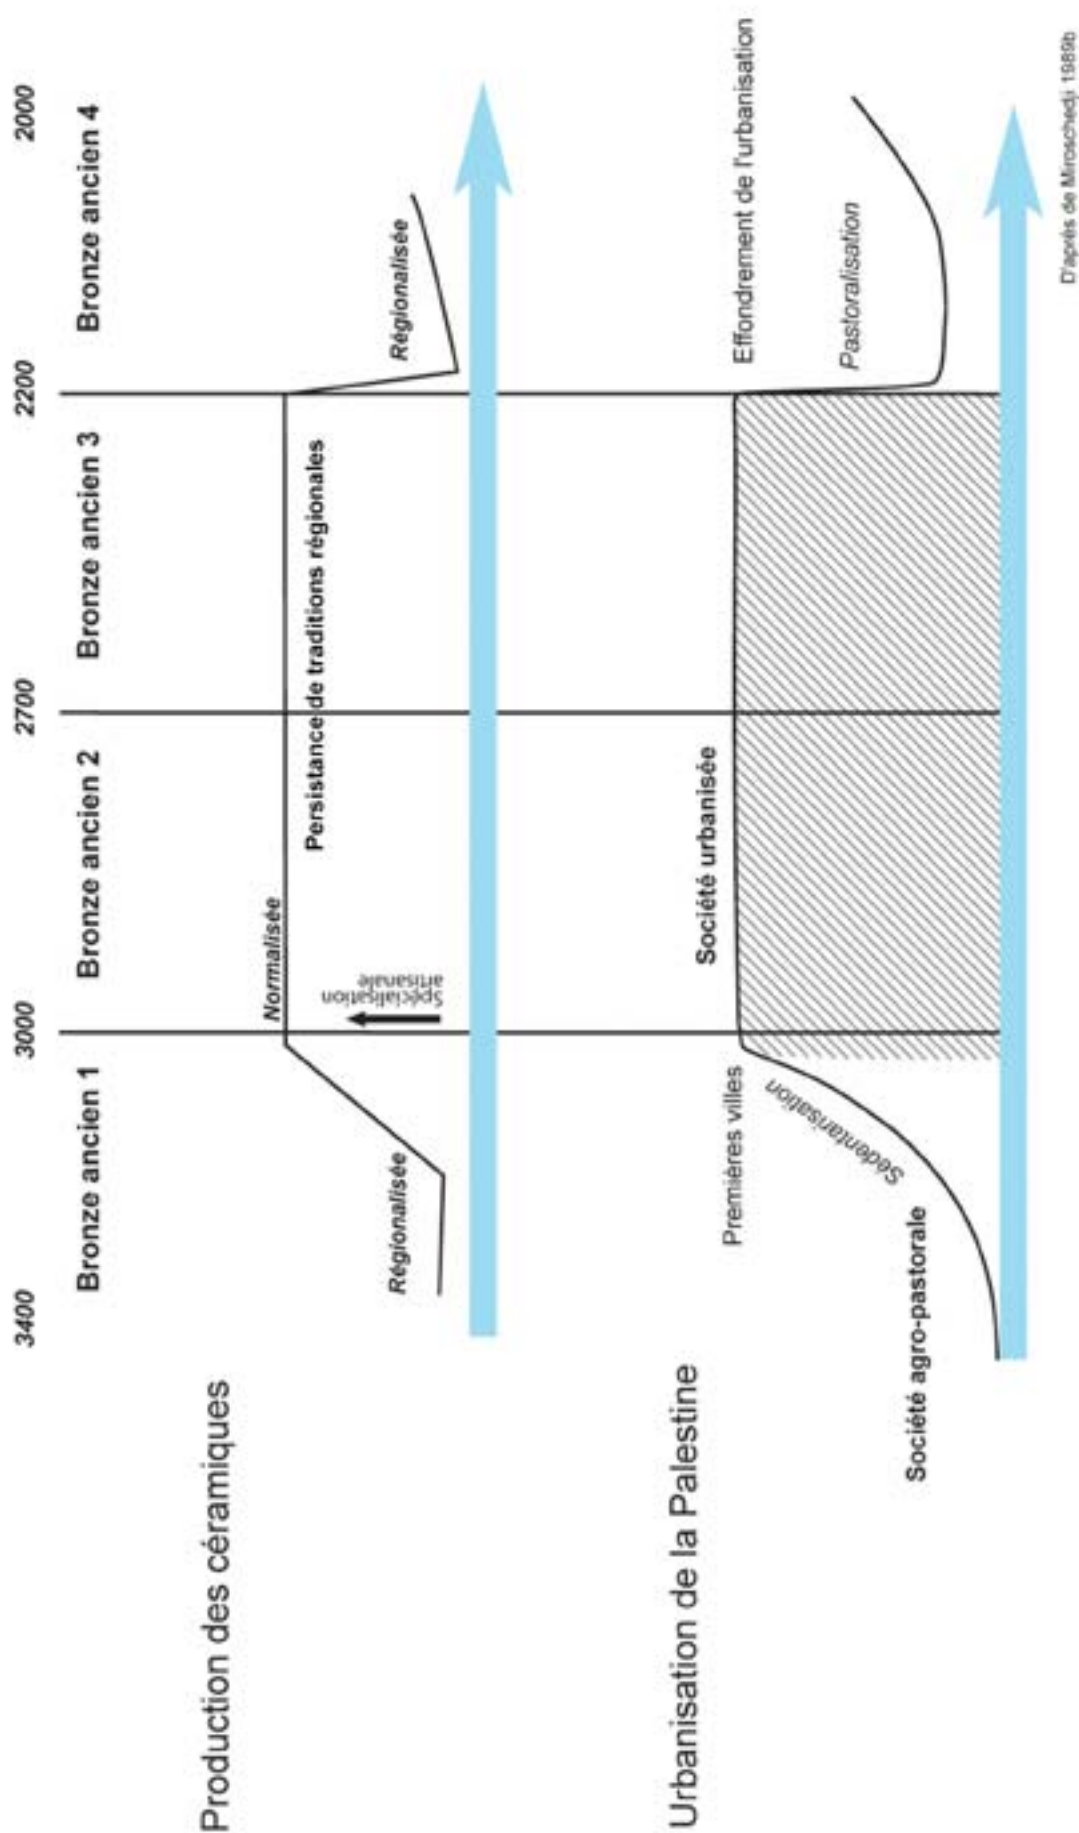 3400 3000 2700 2200 2000
Bronze ancien 1 Bronze ancien 2 Bronze ancien 3 Bronze ancien 4
Production des céramiques
Normalisée
Persistance de traditions régionales
Spécialisation
artisanale
Régionalisée
Régionalisée
Urbanisation de la Palestine
Société urbanisée
Premières villes
Effondrement de l'urbanisation
Sédentarisation
Pastoralisation
Société agro-pastorale
D'après de Miroschedji 1989b